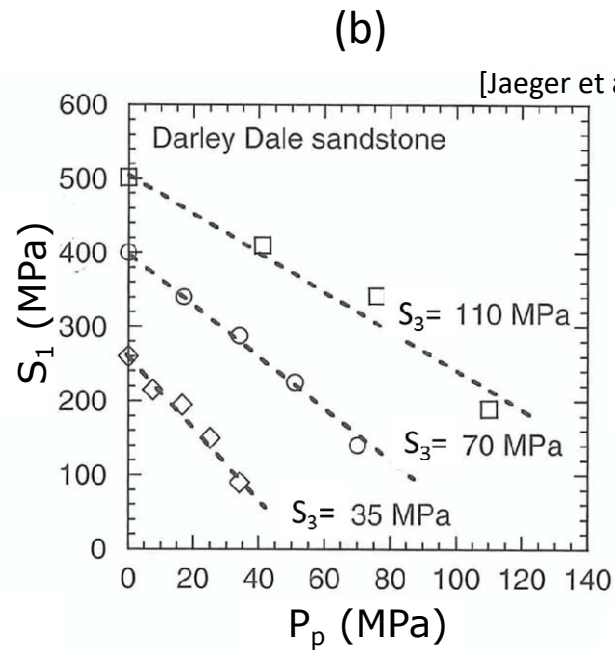 (b)
[Jaeger et a
600
Darley Dale sandstone
500
400
S₃= 110 MPa
S₁ (MPa)
300
200
S₃= 70 MPa
100
S₃= 35 MPa
0
0 20 40 60 80 100 120 140
Pₚ (MPa)